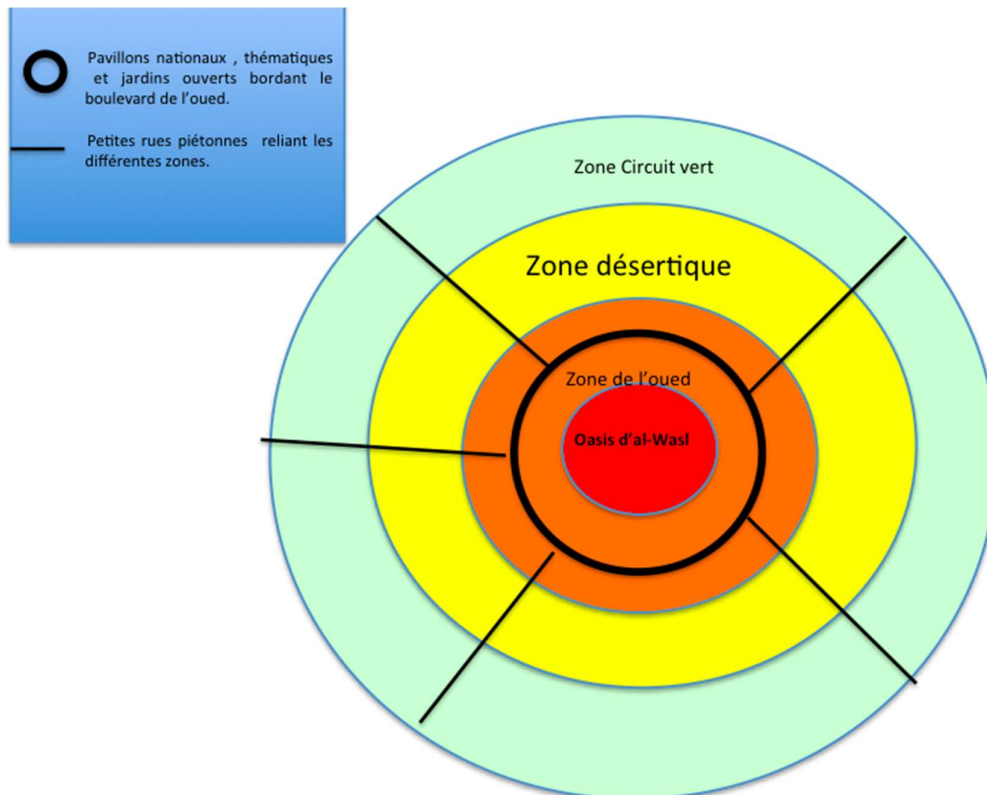 Pavillons nationaux , thématiques
et jardins ouverts bordant le
boulevard de l'oued.
Petites rues piétonnes reliant les
différentes zones.
Zone Circuit vert
Zone désertique
Zone de l'oued
Oasis d'al-Wasl